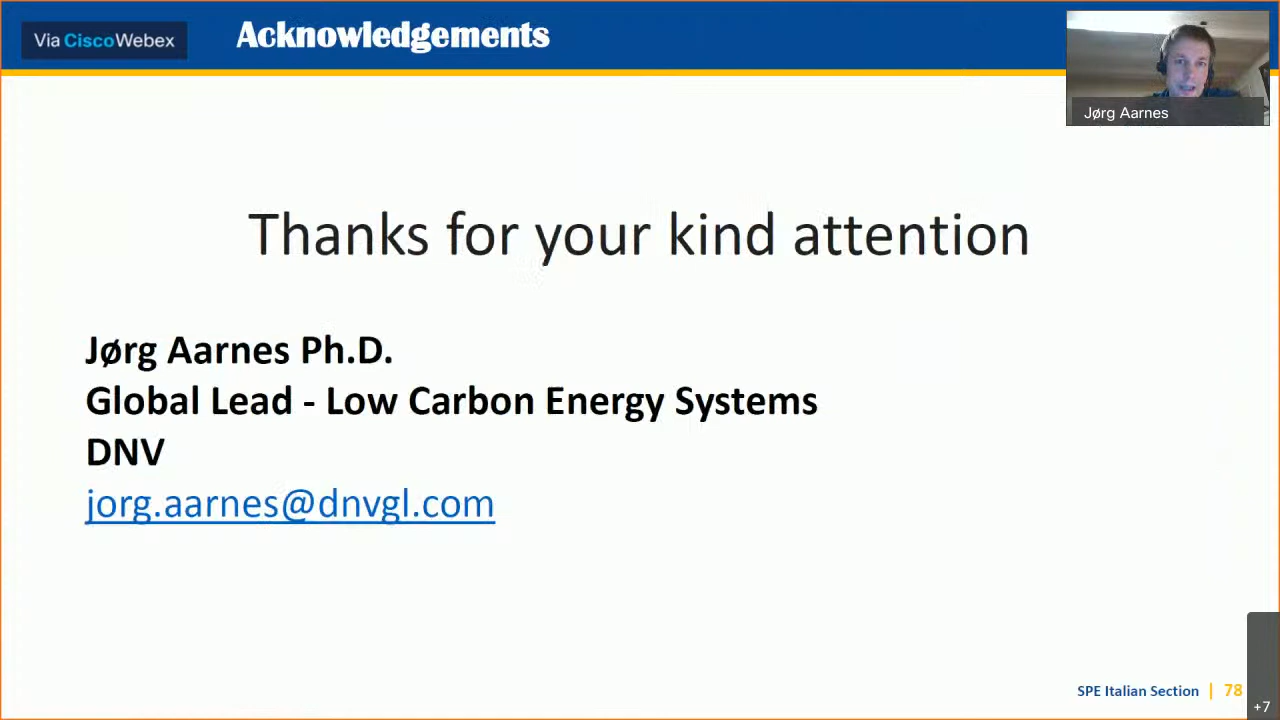 Via CiscoWebex
Acknowledgements
Jørg Aarnes
Thanks for your kind attention
Jørg Aarnes Ph.D.
Global Lead - Low Carbon Energy Systems
DNV
jorg.aarnes@dnvgl.com
SPE Italian Section | 78
+7